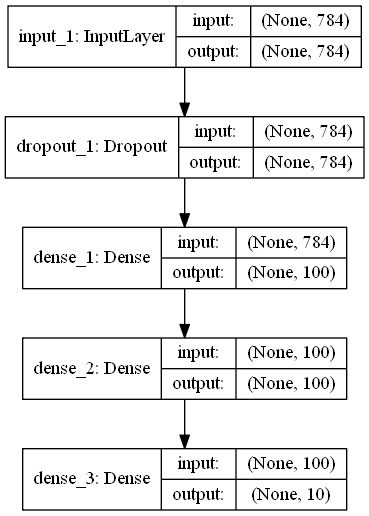 input_1: InputLayer
input: (None, 784)
output: (None, 784)
dropout_1: Dropout
input: (None, 784)
output: (None, 784)
dense_1: Dense
input: (None, 784)
output: (None, 100)
dense_2: Dense
input: (None, 100)
output: (None, 100)
dense_3: Dense
input: (None, 100)
output: (None, 10)